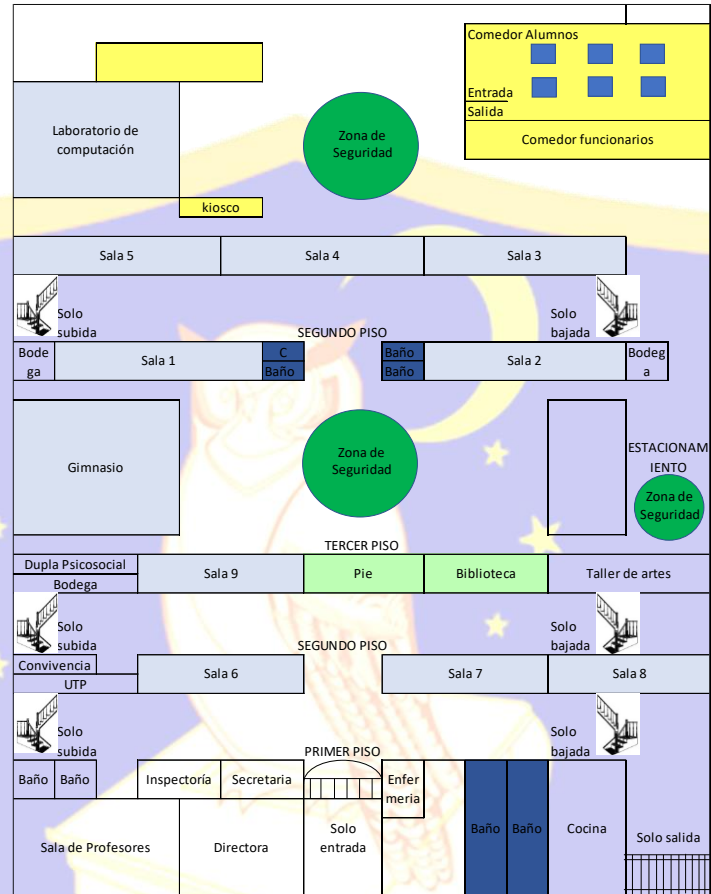 Comedor Alumnos
Entrada
Salida
Comedor funcionarios
Laboratorio de
computación
Zona de
Seguridad
kiosco
Sala 5
Sala 4
Sala 3
Solo
subida
Solo
bajada
SEGUNDO PISO
Bode
ga
Sala 1
C
Baño
Baño
Baño
Sala 2
Bodeg
a
Gimnasio
Zona de
Seguridad
ESTACIONAM
IENTO
Zona de
Seguridad
TERCER PISO
Dupla Psicosocial
Bodega
Sala 9
Pie
Biblioteca
Taller de artes
Solo
subida
Solo
bajada
SEGUNDO PISO
Convivencia
UTP
Sala 6
Sala 7
Sala 8
Solo
subida
Solo
bajada
PRIMER PISO
Baño
Baño
Inspectoría
Secretaria
Enfer
meria
Sala de Profesores
Directora
Solo
entrada
Baño
Baño
Cocina
Solo salida